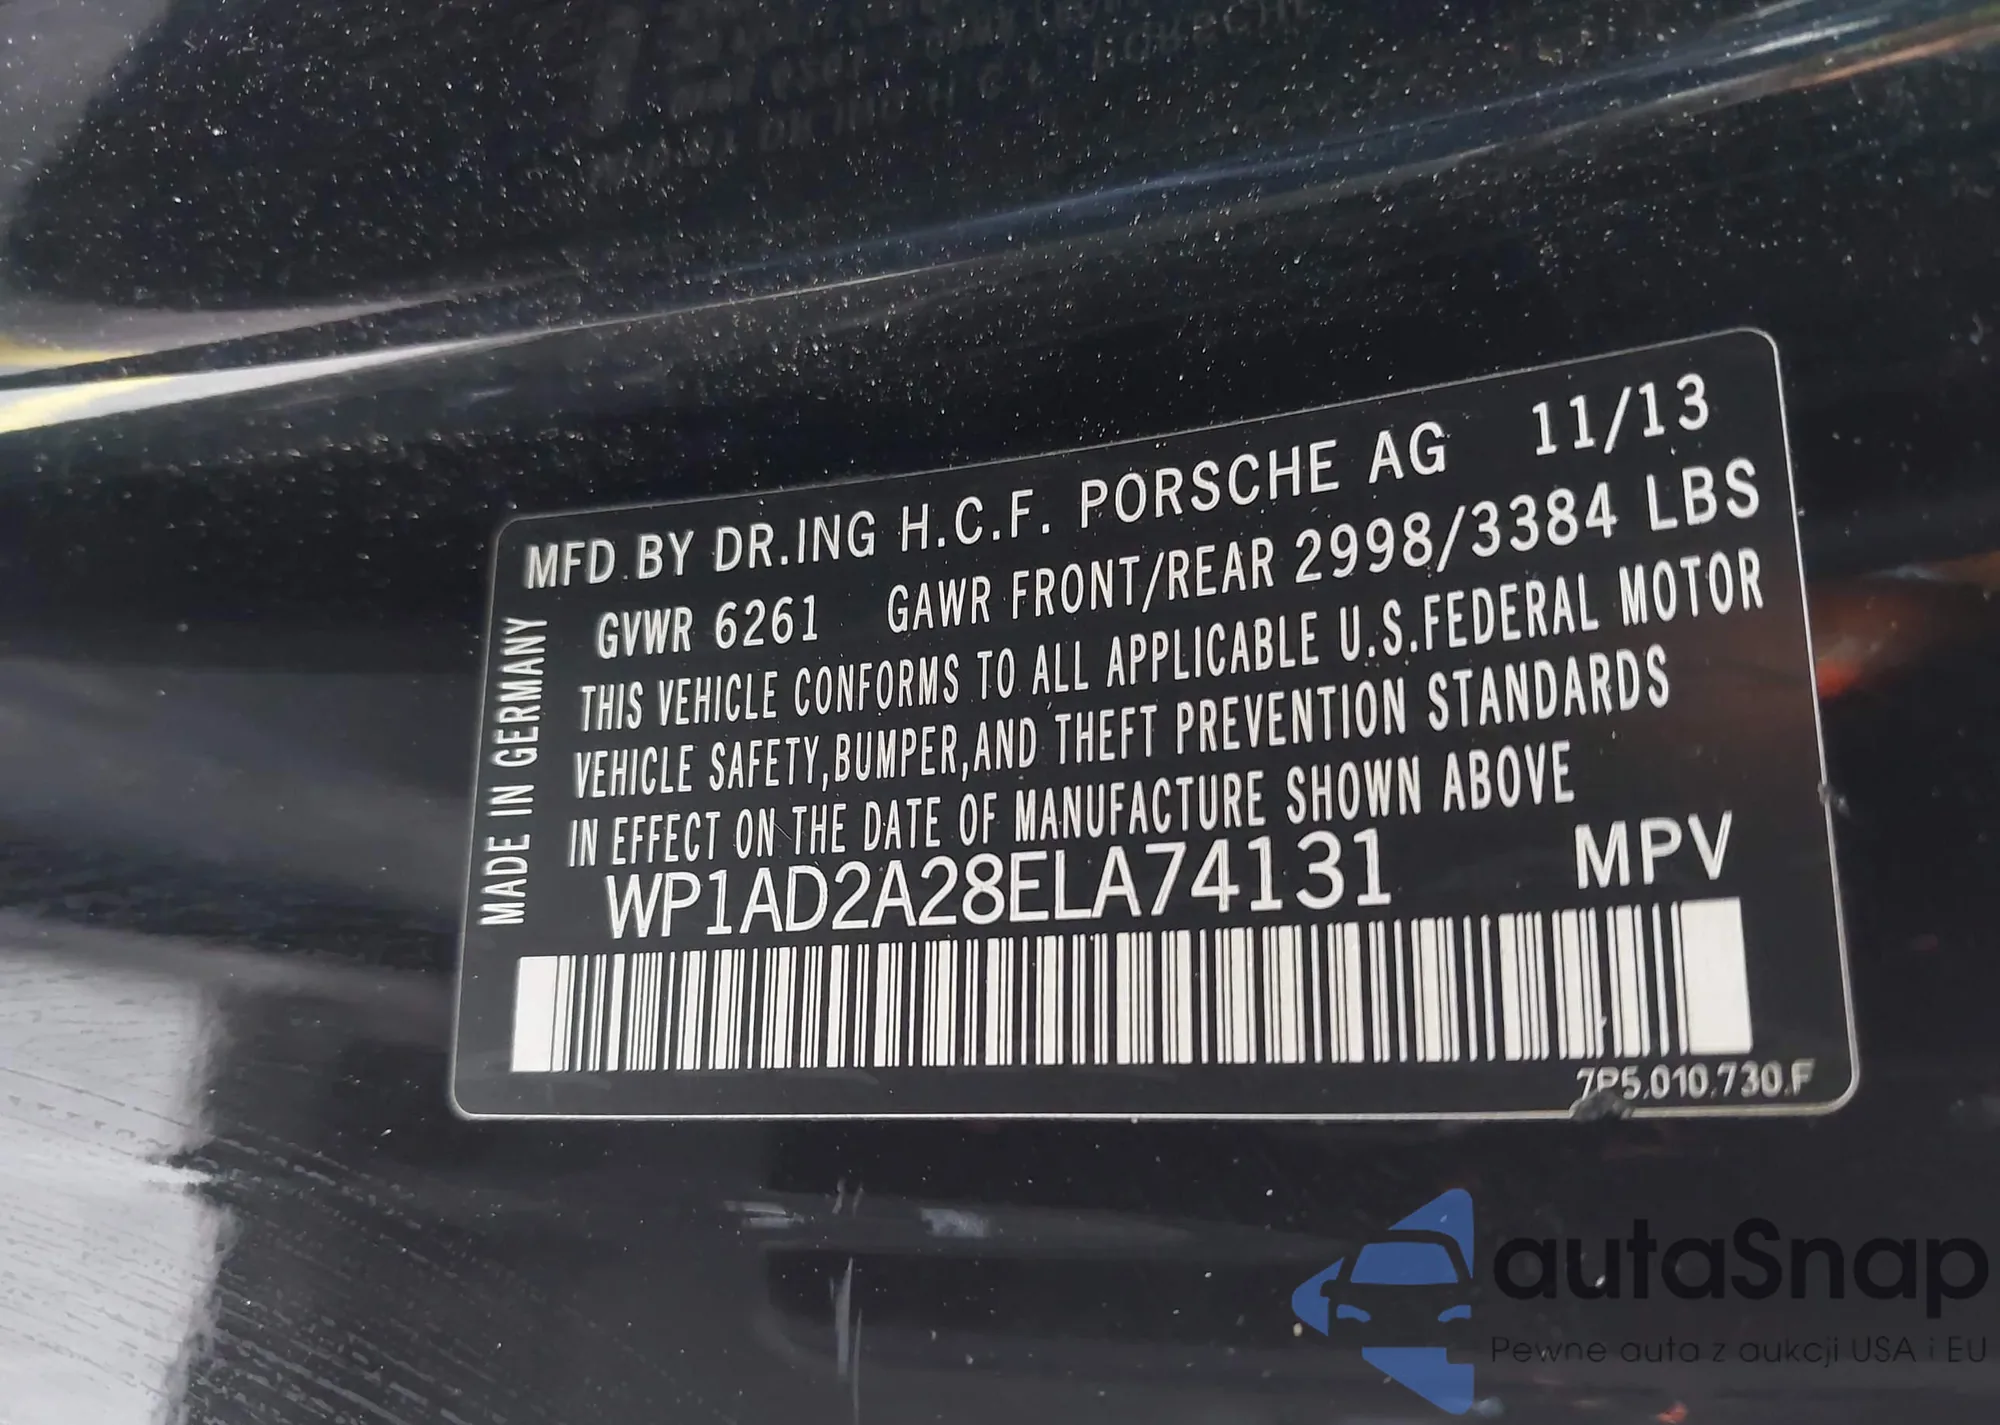 MFD.BY DR.ING H.C.F. PORSCHE AG 11/13
GVWR 6261 GAWR FRONT/REAR 2998/3384 LBS
THIS VEHICLE CONFORMS TO ALL APPLICABLE U.S.FEDERAL MOTOR
VEHICLE SAFETY,BUMPER,AND THEFT PREVENTION STANDARDS
IN EFFECT ON THE DATE OF MANUFACTURE SHOWN ABOVE
WP1AD2A28ELA74131 MPV
MADE IN GERMANY
7P5.010.730.F
autaSnap
Pewne auta z aukcji USA i EU